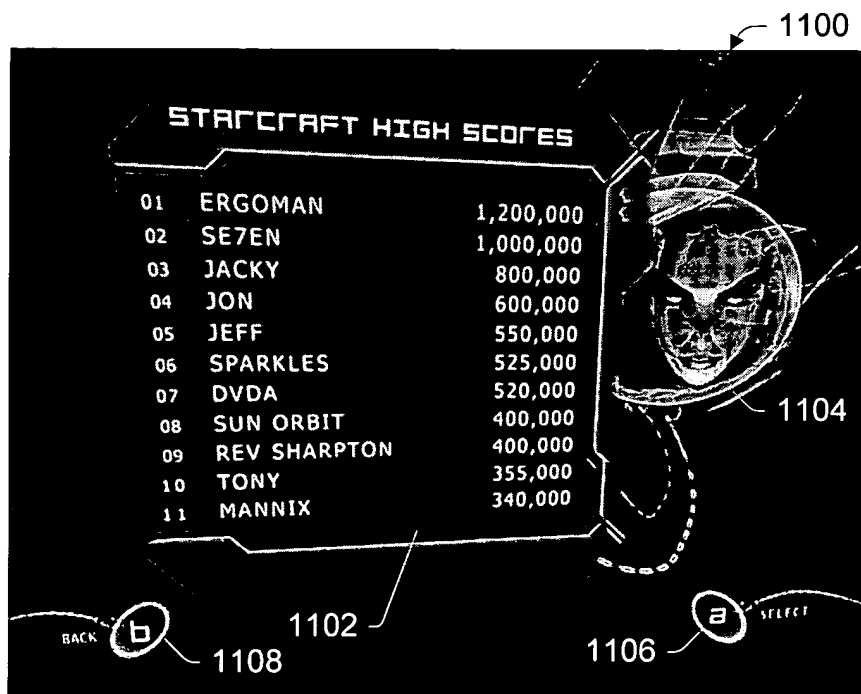 1100
STARCRAFT HIGH SCORES
01 ERGOMAN 1,200,000
02 SE7EN 1,000,000
03 JACKY 800,000
04 JON 600,000
05 JEFF 550,000
06 SPARKLES 525,000
07 DVDA 520,000
08 SUN ORBIT 400,000
09 REV SHARPTON 400,000
10 TONY 355,000
11 MANNIX 340,000
1104
BACK b
1108
1102
1106
a SELECT